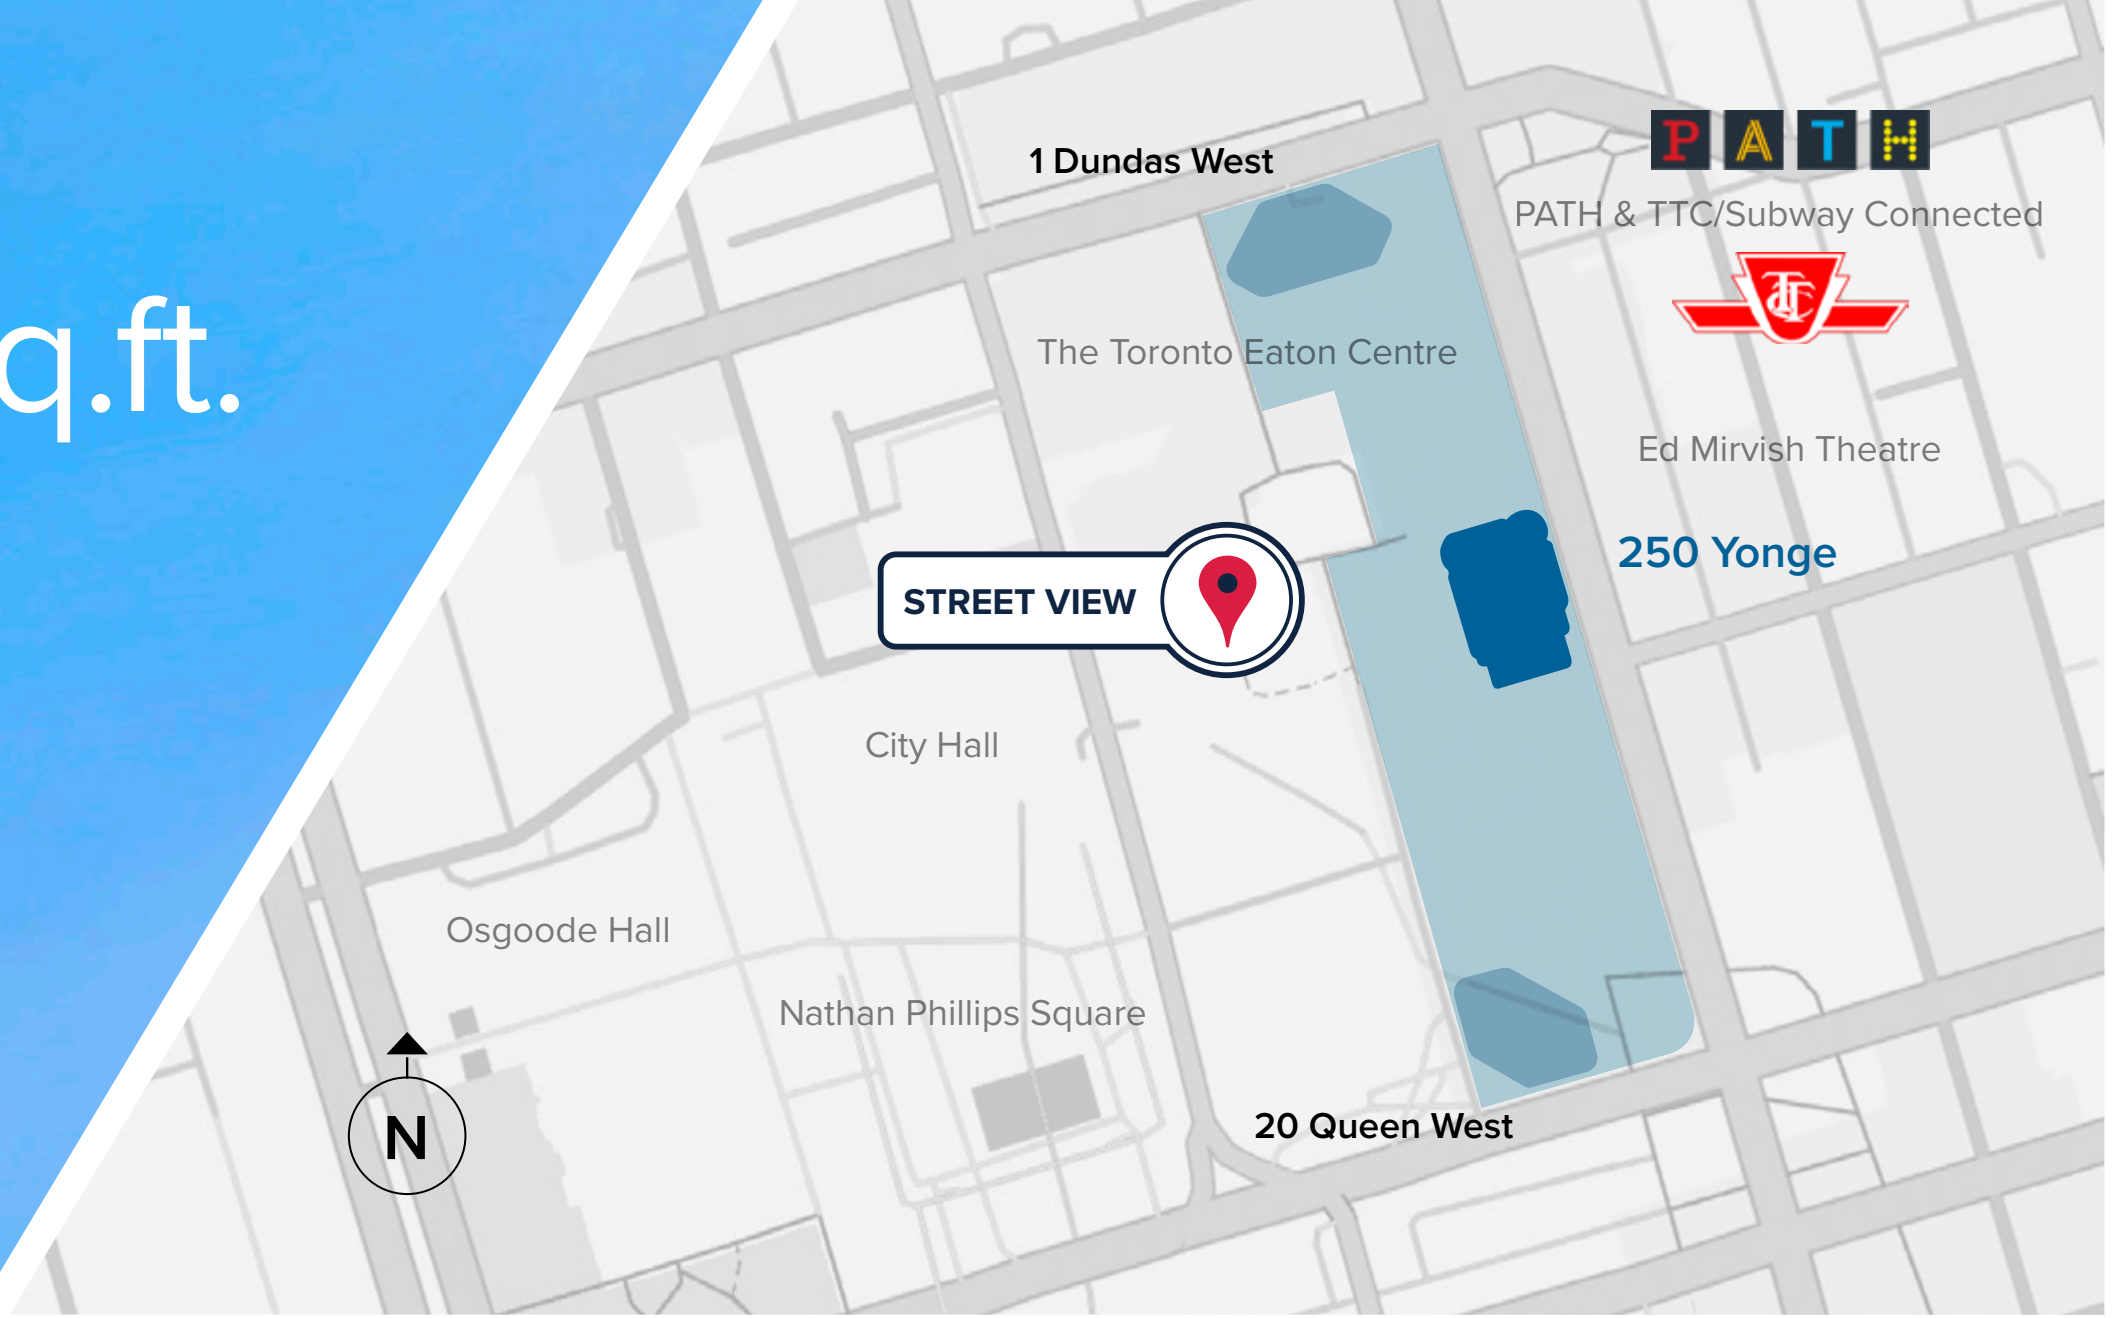 q.ft.
1 Dundas West
PATH
PATH & TTC/Subway Connected
TTC
The Toronto Eaton Centre
Ed Mirvish Theatre
250 Yonge
STREET VIEW
City Hall
Osgoode Hall
Nathan Phillips Square
20 Queen West
N